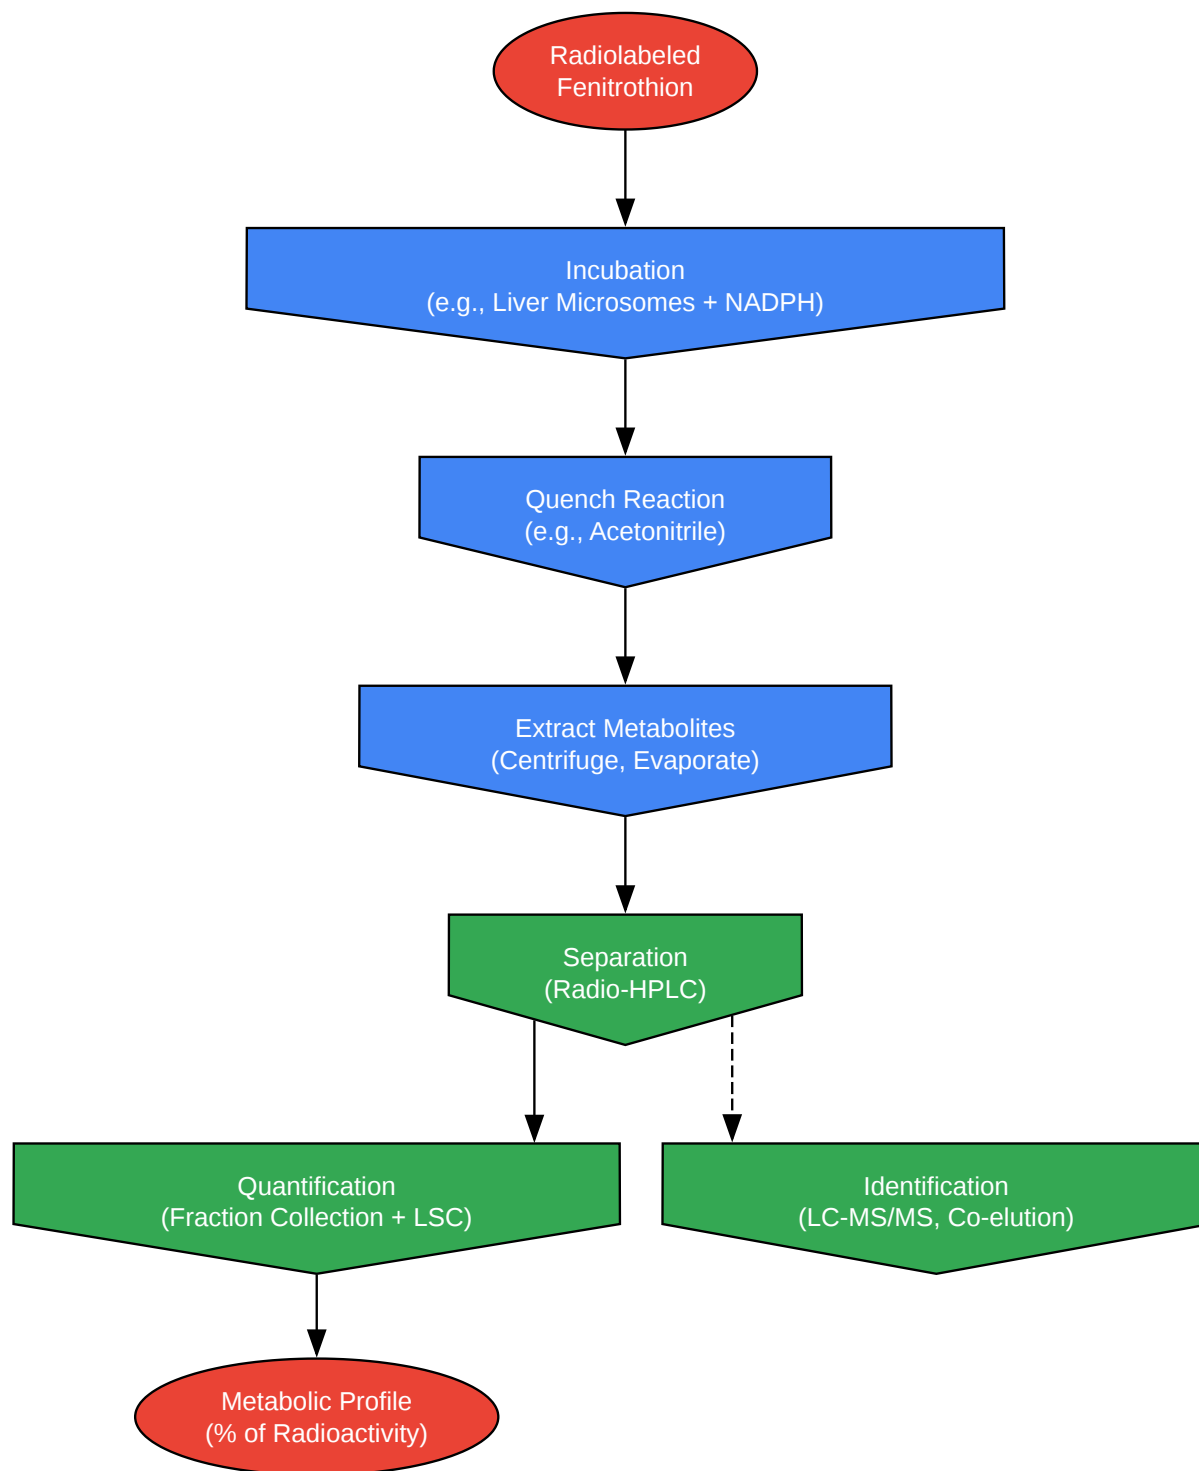 Radiolabeled
Fenitrothion
Incubation
(e.g., Liver Microsomes + NADPH)
Quench Reaction
(e.g., Acetonitrile)
Extract Metabolites
(Centrifuge, Evaporate)
Separation
(Radio-HPLC)
Quantification
(Fraction Collection + LSC)
Identification
(LC-MS/MS, Co-elution)
Metabolic Profile
(% of Radioactivity)